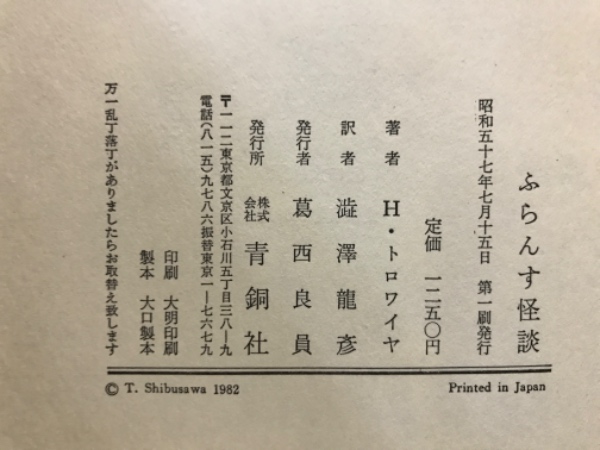 ふらんす怪談
昭和五十七年七月十五日 第一刷発行
定価 一二五〇円
著者 H・トロワイヤ
訳者 澁澤龍彥
発行者 葛西良員
発行所 株式会社 青銅社
〒一一二東京都文京区小石川五丁目三八ー九
電話(八一五)九七八六振替東京一ー七六七九
印刷 大明印刷
製本 大口製本
万一乱丁落丁がありましたらお取替え致します
© T. Shibusawa 1982
Printed in Japan